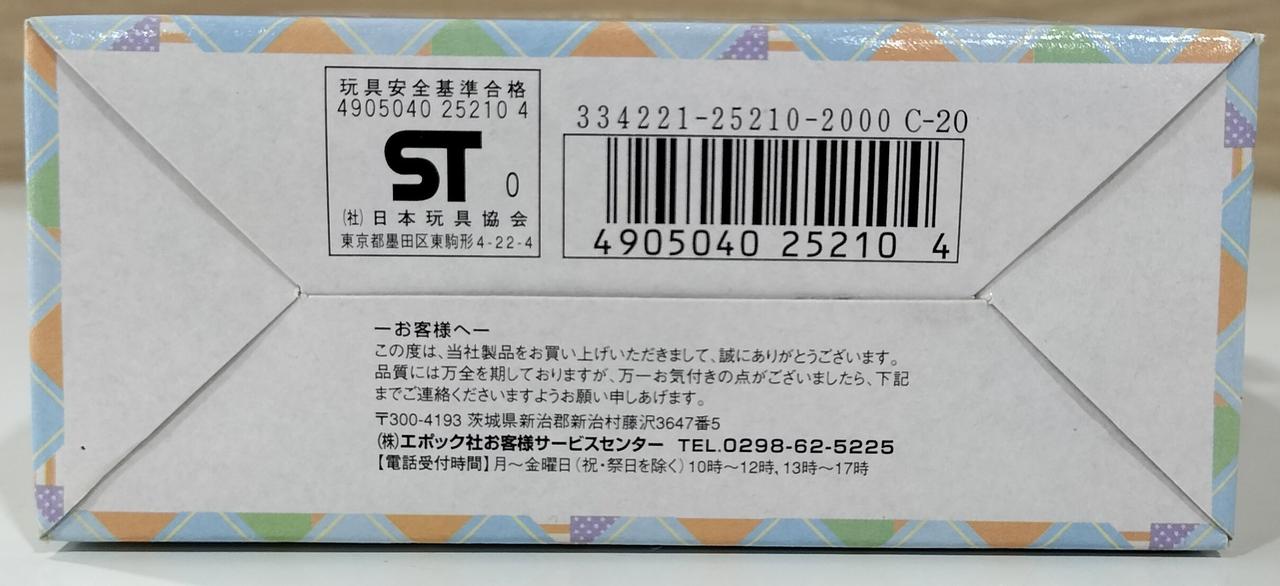 玩具安全基準合格
4905040 25210 4
ST 0
(社)日本玩具協会
東京都墨田区東駒形4-22-4
334221-25210-2000 C-20
4905040 25210 4
ーお客様へー
この度は、当社製品をお買い上げいただきまして、誠にありがとうございます。
品質には万全を期しておりますが、万一お気付きの点がございましたら、下記
までご連絡くださいますようお願い申しあげます。
〒300-4193 茨城県新治郡新治村藤沢3647番5
(株)エポック社お客様サービスセンター TEL.0298-62-5225
【電話受付時間】月〜金曜日(祝・祭日を除く)10時〜12時、13時〜17時